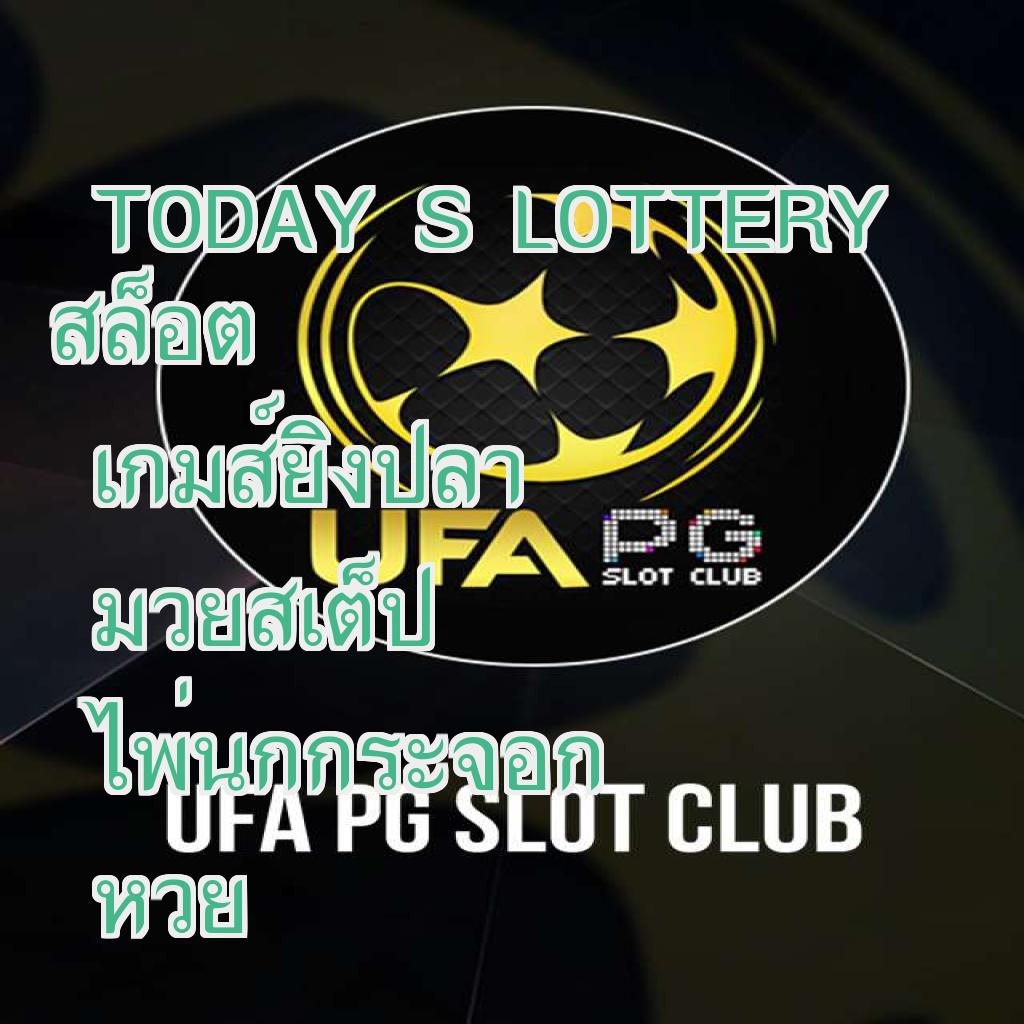 TODAY S LOTTERY
สล็อต
เกมส์ยิงปลา
UFA PG
SLOT CLUB
มวยสเต็ป
ไพ่นกกระจอก
UFA PG SLOT CLUB
หวย